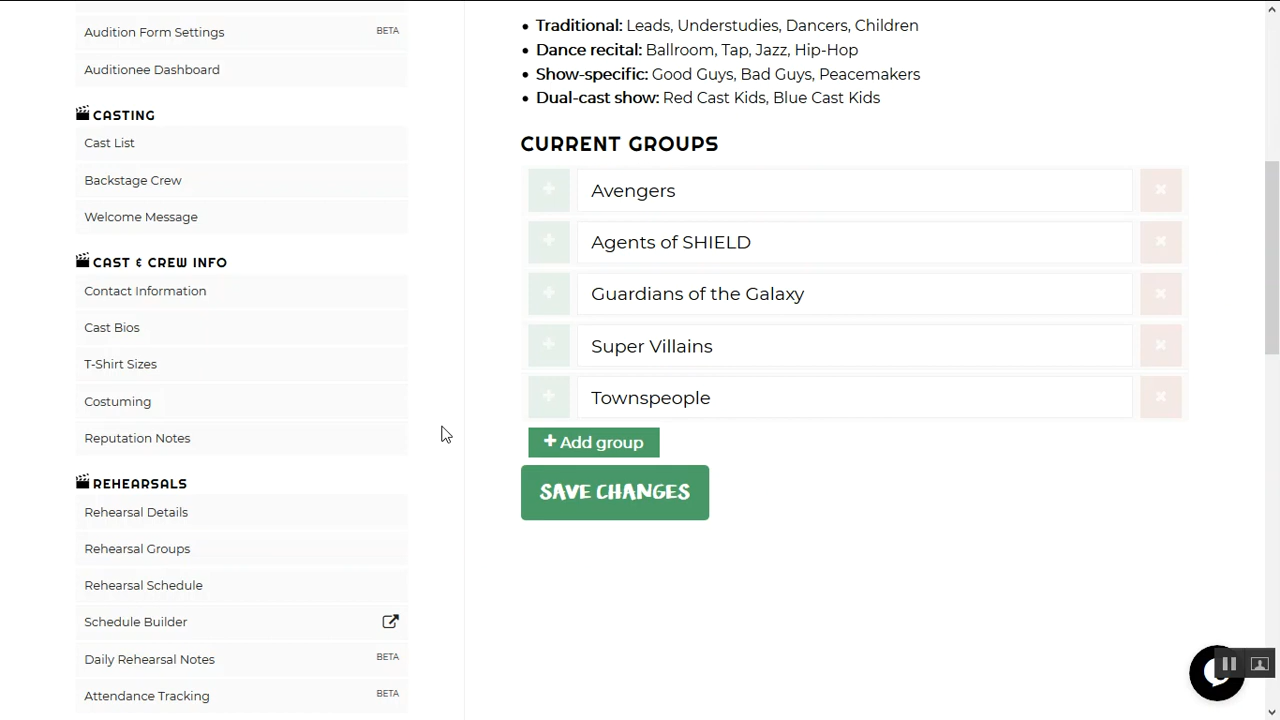 Audition Form Settings BETA
Auditionee Dashboard
CASTING
Cast List
Backstage Crew
Welcome Message
CAST & CREW INFO
Contact Information
Cast Bios
T-Shirt Sizes
Costuming
Reputation Notes
REHEARSALS
Rehearsal Details
Rehearsal Groups
Rehearsal Schedule
Schedule Builder
Daily Rehearsal Notes BETA
Attendance Tracking BETA
Traditional: Leads, Understudies, Dancers, Children
Dance recital: Ballroom, Tap, Jazz, Hip-Hop
Show-specific: Good Guys, Bad Guys, Peacemakers
Dual-cast show: Red Cast Kids, Blue Cast Kids
CURRENT GROUPS
Avengers
Agents of SHIELD
Guardians of the Galaxy
Super Villains
Townspeople
Add group
SAVE CHANGES